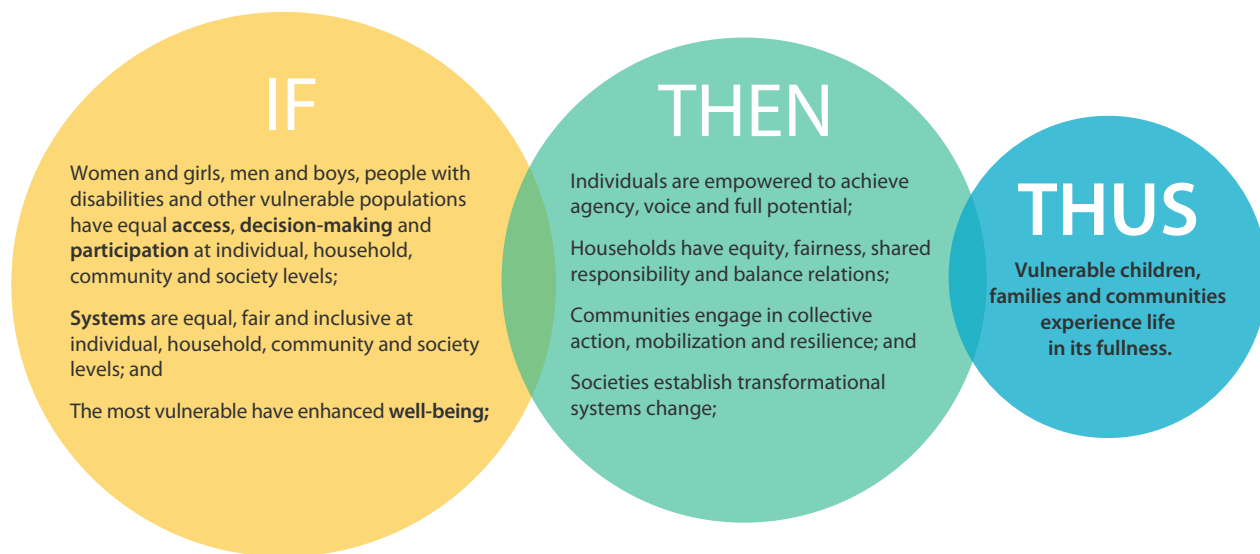 IF
Women and girls, men and boys, people with
disabilities and other vulnerable populations
have equal access, decision-making and
participation at individual, household,
community and society levels;
Systems are equal, fair and inclusive at
individual, household, community and society
levels; and
The most vulnerable have enhanced well-being;
THEN
Individuals are empowered to achieve
agency, voice and full potential;
Households have equity, fairness, shared
responsibility and balance relations;
Communities engage in collective
action, mobilization and resilience; and
Societies establish transformational
systems change;
THUS
Vulnerable children,
families and communities
experience life
in its fullness.